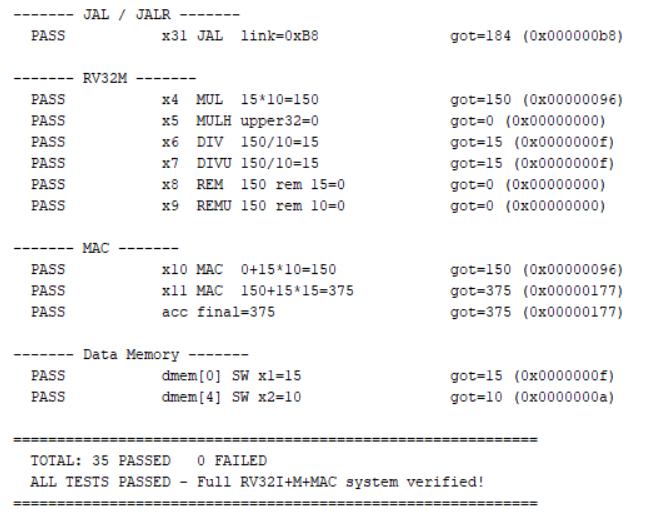 ------- JAL / JALR -------
PASS x31 JAL link=0xB8 got=184 (0x000000b8)
------- RV32M -------
PASS x4 MUL 15*10=150 got=150 (0x00000096)
PASS x5 MULH upper32=0 got=0 (0x00000000)
PASS x6 DIV 150/10=15 got=15 (0x0000000f)
PASS x7 DIVU 150/10=15 got=15 (0x0000000f)
PASS x8 REM 150 rem 15=0 got=0 (0x00000000)
PASS x9 REMU 150 rem 10=0 got=0 (0x00000000)
------- MAC -------
PASS x10 MAC 0+15*10=150 got=150 (0x00000096)
PASS x11 MAC 150+15*15=375 got=375 (0x00000177)
PASS acc final=375 got=375 (0x00000177)
------- Data Memory -------
PASS dmem[0] SW x1=15 got=15 (0x0000000f)
PASS dmem[4] SW x2=10 got=10 (0x0000000a)
============================================================
TOTAL: 35 PASSED 0 FAILED
ALL TESTS PASSED - Full RV32I+M+MAC system verified!
============================================================